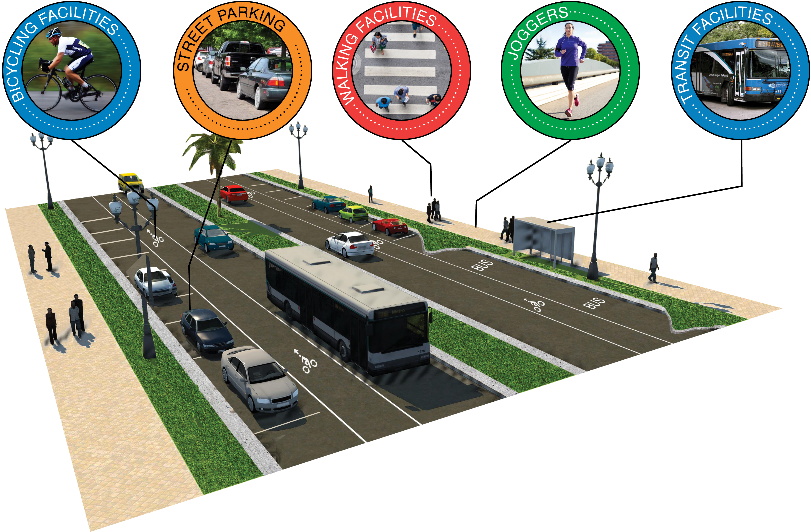 BICYCLING FACILITIES
STREET PARKING
WALKING FACILITIES
JOGGERS
TRANSIT FACILITIES
BUS
BUS